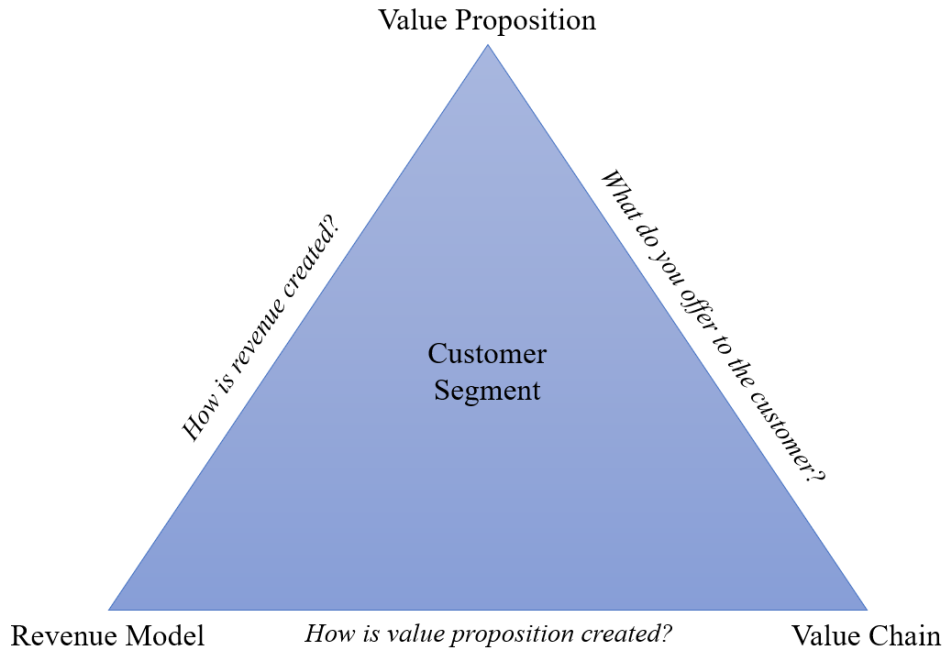 Value Proposition
How is revenue created?
What do you offer to the customer?
Customer
Segment
Revenue Model
How is value proposition created?
Value Chain